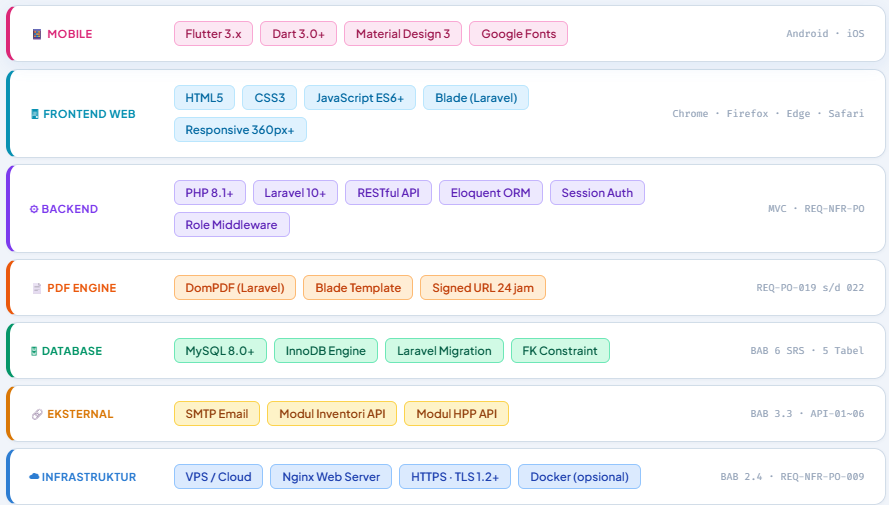 MOBILE
Flutter 3.x Dart 3.0+ Material Design 3 Google Fonts
Android · iOS
FRONTEND WEB
HTML5 CSS3 JavaScript ES6+ Blade (Laravel)
Responsive 360px+
Chrome · Firefox · Edge · Safari
BACKEND
PHP 8.1+ Laravel 10+ RESTful API Eloquent ORM Session Auth
Role Middleware
MVC · REQ-NFR-PO
PDF ENGINE
DomPDF (Laravel) Blade Template Signed URL 24 jam
REQ-PO-019 s/d 022
DATABASE
MySQL 8.0+ InnoDB Engine Laravel Migration FK Constraint
BAB 6 SRS · 5 Tabel
EKSTERNAL
SMTP Email Modul Inventori API Modul HPP API
BAB 3.3 · API-01~06
INFRASTRUKTUR
VPS / Cloud Nginx Web Server HTTPS · TLS 1.2+ Docker (opsional)
BAB 2.4 · REQ-NFR-PO-009